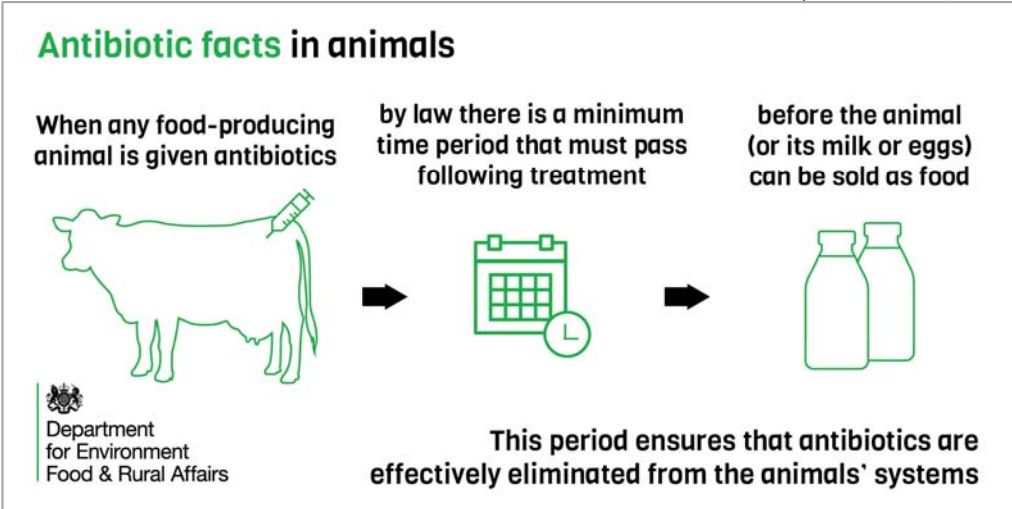 Antibiotic facts in animals
When any food-producing
animal is given antibiotics
by law there is a minimum
time period that must pass
following treatment
before the animal
(or its milk or eggs)
can be sold as food
Department
for Environment
Food & Rural Affairs
This period ensures that antibiotics are
effectively eliminated from the animals' systems